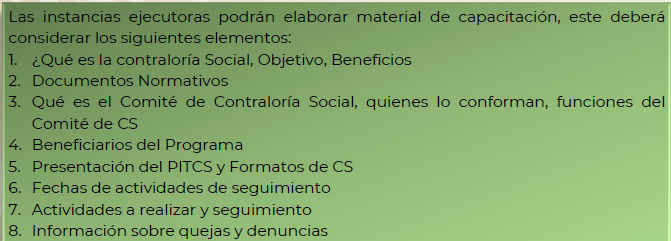 Las instancias ejecutoras podrán elaborar material de capacitación, este deberá
considerar los siguientes elementos:
1. ¿Qué es la contraloría Social, Objetivo, Beneficios
2. Documentos Normativos
3. Qué es el Comité de Contraloría Social, quienes lo conforman, funciones del
Comité de CS
4. Beneficiarios del Programa
5. Presentación del PITCS y Formatos de CS
6. Fechas de actividades de seguimiento
7. Actividades a realizar y seguimiento
8. Información sobre quejas y denuncias